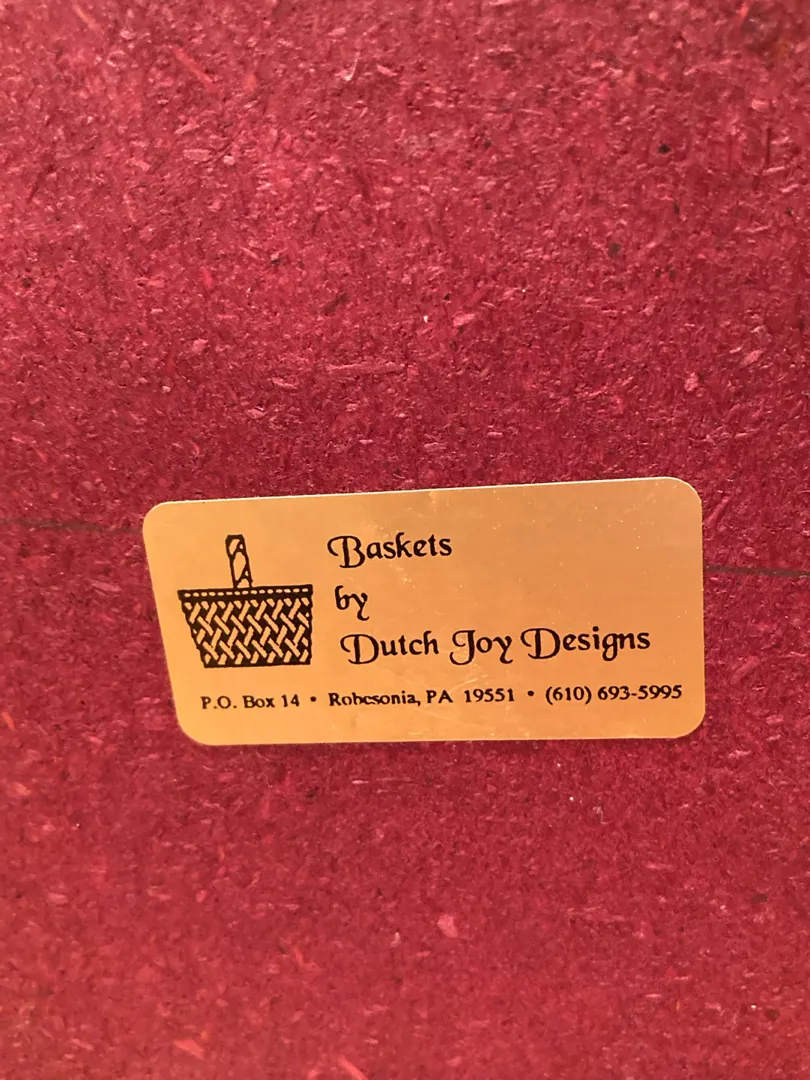 Baskets
by
Dutch Joy Designs
P.O. Box 14 • Robesonia, PA 19551 • (610) 693-5995